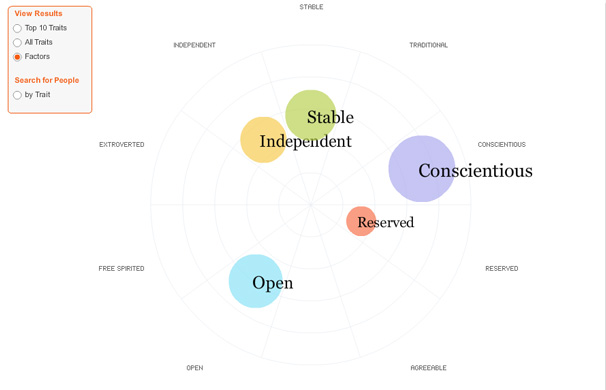 View Results
Top 10 Traits
All Traits
Factors
Search for People
by Trait
STABLE
INDEPENDENT
TRADITIONAL
EXTROVERTED
CONSCIENTIOUS
FREE SPIRITED
RESERVED
OPEN
AGREEABLE
Stable
Independent
Conscientious
Reserved
Open